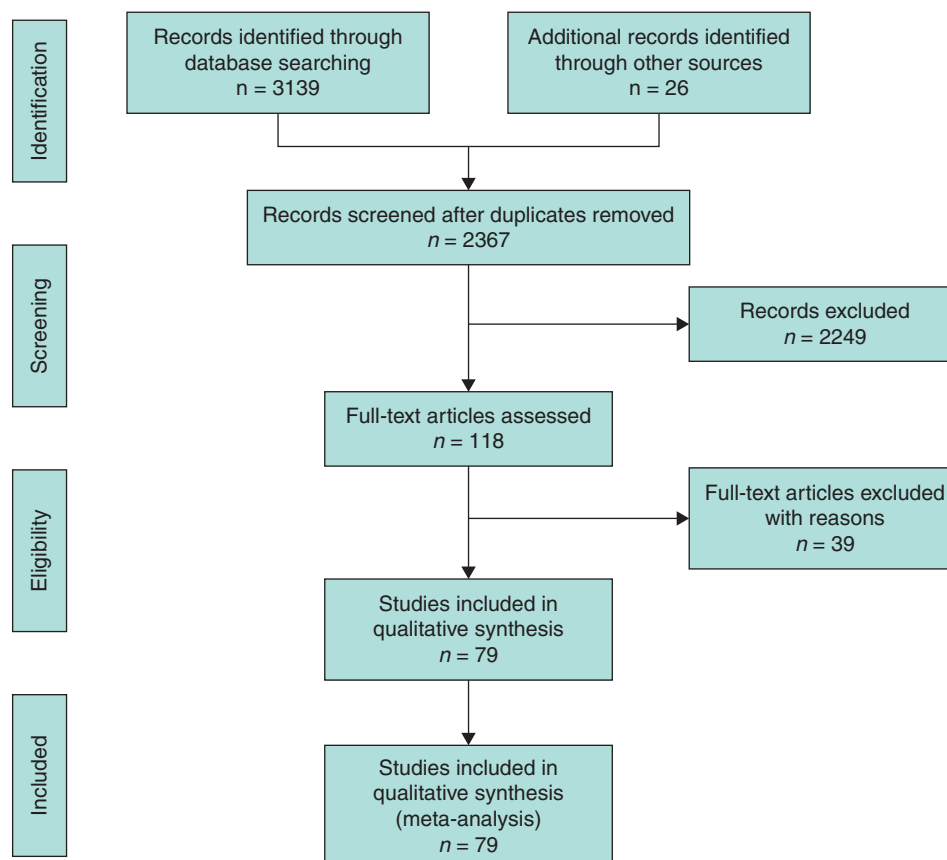 Identification
Records identified through
database searching
n = 3139
Additional records identified
through other sources
n = 26
Records screened after duplicates removed
n = 2367
Screening
Records excluded
n = 2249
Full-text articles assessed
n = 118
Eligibility
Full-text articles excluded
with reasons
n = 39
Studies included in
qualitative synthesis
n = 79
Included
Studies included in
qualitative synthesis
(meta-analysis)
n = 79